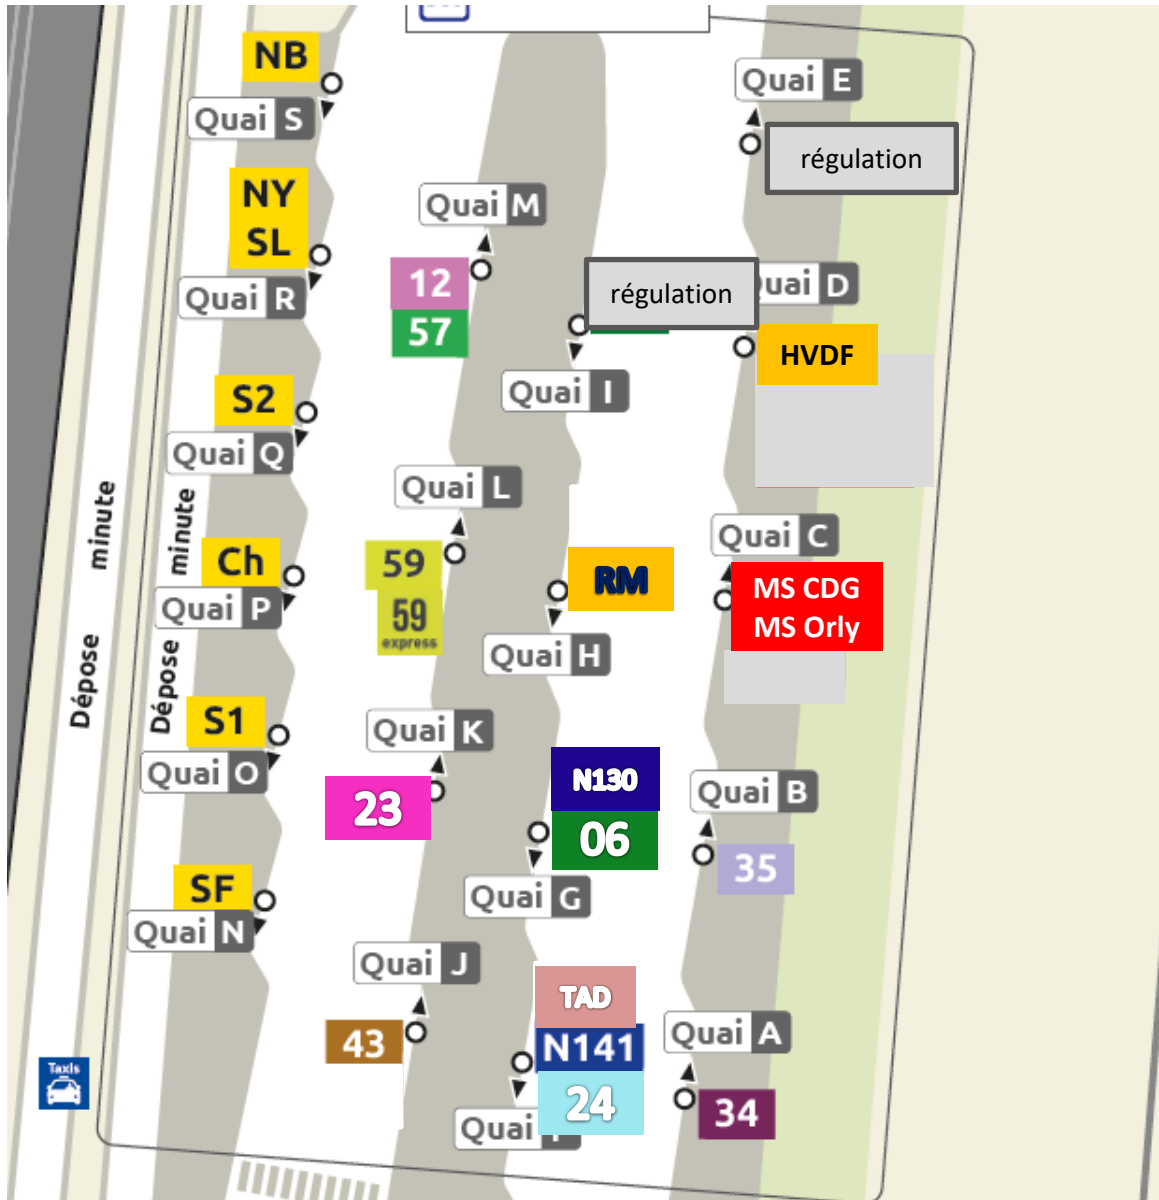 NB
Quai S
NY
SL
Quai R
S2
Quai Q
Ch
Quai P
S1
Quai O
SF
Quai N
Dépose minute
Dépose minute
Taxis
Quai M
12
57
Quai L
59
59
express
Quai K
23
Quai J
43
régulation
Quai I
RM
Quai H
N130
06
Quai G
TAD
N141
24
Quai
Quai E
régulation
Quai D
HVDF
Quai C
MS CDG
MS Orly
Quai B
35
Quai A
34